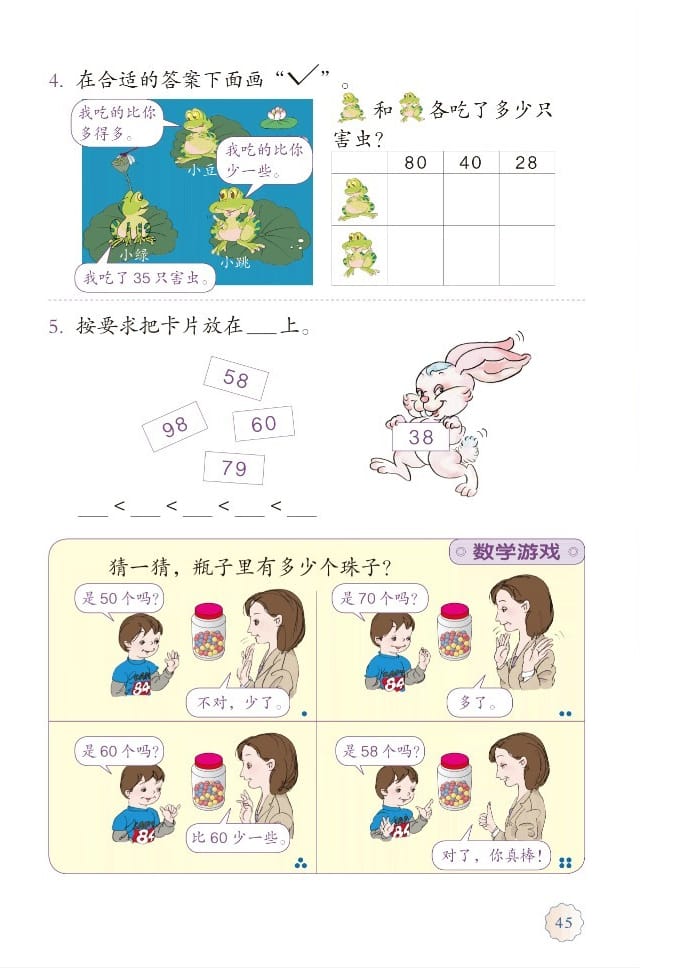 4. 在合适的答案下面画“✓”。
我吃的比你
多得多。
小豆
我吃的比你
少一些。
小绿
小跳
我吃了35只害虫。
和 各吃了多少只
害虫?
80 40 28
5. 按要求把卡片放在___上。
58
98
60
79
38
___ < ___ < ___ < ___ < ___
数学游戏
猜一猜,瓶子里有多少个珠子?
是50个吗?
84
不对,少了。
是70个吗?
84
多了。
是60个吗?
84
比60少一些。
是58个吗?
84
对了,你真棒!
45